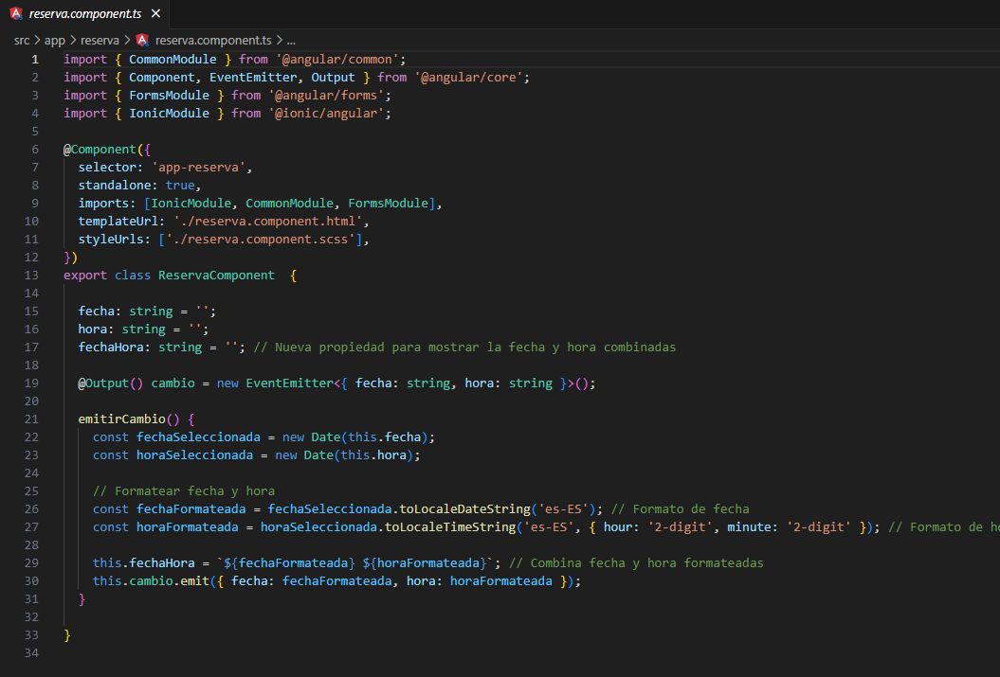 reserva.component.ts
src > app > reserva > reserva.component.ts > ...
1 import { CommonModule } from '@angular/common';
2 import { Component, EventEmitter, Output } from '@angular/core';
3 import { FormsModule } from '@angular/forms';
4 import { IonicModule } from '@ionic/angular';
5
6 @Component({
7   selector: 'app-reserva',
8   standalone: true,
9   imports: [IonicModule, CommonModule, FormsModule],
10   templateUrl: './reserva.component.html',
11   styleUrls: ['./reserva.component.scss'],
12 })
13 export class ReservaComponent  {
14
15   fecha: string = '';
16   hora: string = '';
17   fechaHora: string = ''; // Nueva propiedad para mostrar la fecha y hora combinadas
18
19   @Output() cambio = new EventEmitter<{ fecha: string, hora: string }>();
20
21   emitirCambio() {
22     const fechaSeleccionada = new Date(this.fecha);
23     const horaSeleccionada = new Date(this.hora);
24
25     // Formatear fecha y hora
26     const fechaFormateada = fechaSeleccionada.toLocaleDateString('es-ES'); // Formato de fecha
27     const horaFormateada = horaSeleccionada.toLocaleTimeString('es-ES', { hour: '2-digit', minute: '2-digit' }); // Formato de
28
29     this.fechaHora = `${fechaFormateada} ${horaFormateada}`; // Combina fecha y hora formateadas
30     this.cambio.emit({ fecha: fechaFormateada, hora: horaFormateada });
31   }
32
33 }
34